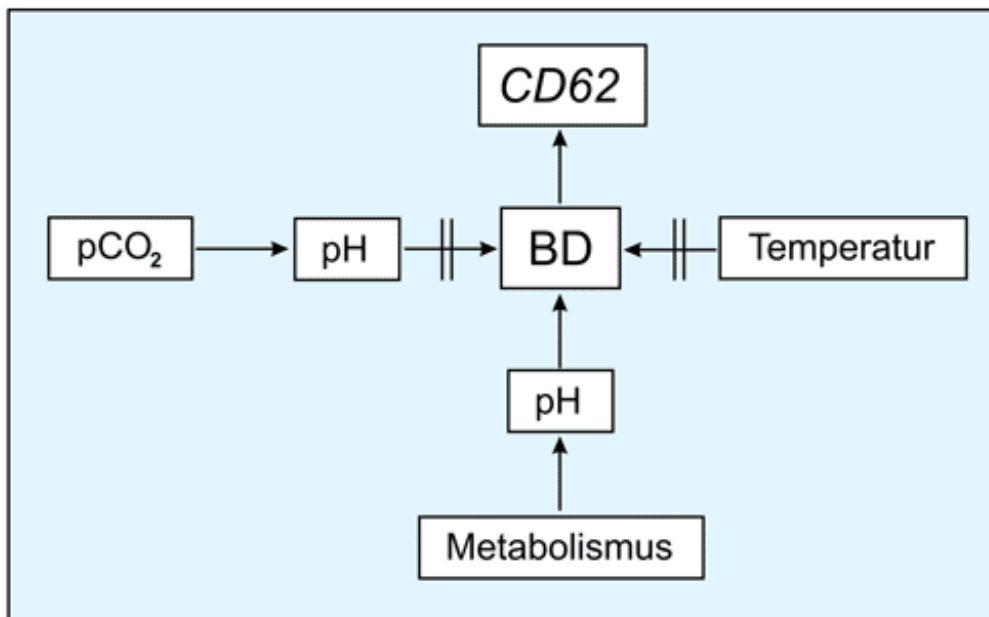 CD62
pCO₂
pH
BD
Temperatur
pH
Metabolismus